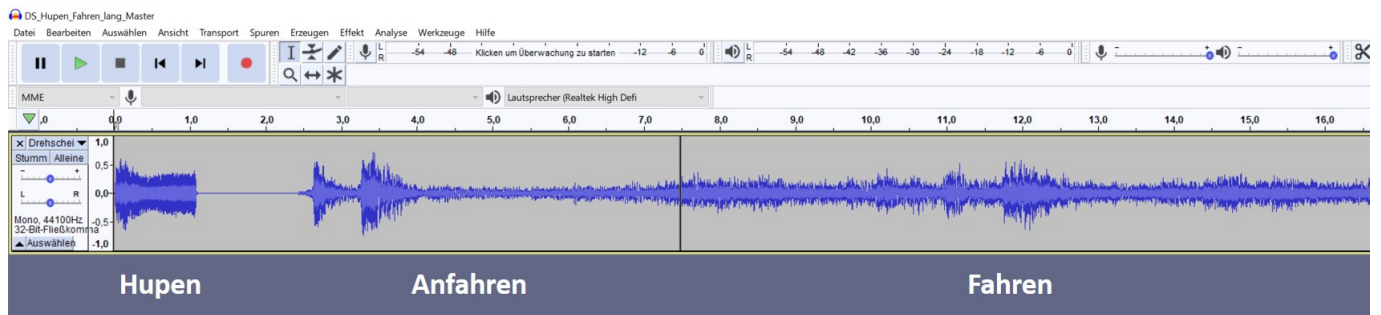 DS_Hupen_Fahren_lang_Master
Datei Bearbeiten Auswählen Ansicht Transport Spuren Erzeugen Effekt Analyse Werkzeuge Hilfe
L R -54 -48 Klicken um Überwachung zu starten -12 -6 0 L R -54 -48 -42 -36 -30 -24 -18 -12 -6 0 - + - +
MME Lautsprecher (Realtek High Defi
,0 0,0 1,0 2,0 3,0 4,0 5,0 6,0 7,0 8,0 9,0 10,0 11,0 12,0 13,0 14,0 15,0 16,0
x Drehschei 1,0
Stumm Alleine 0,5
- +
L R 0,0
Mono, 44100Hz -0,5
32-Bit-Fließkomma
Auswählen -1,0
Hupen Anfahren Fahren